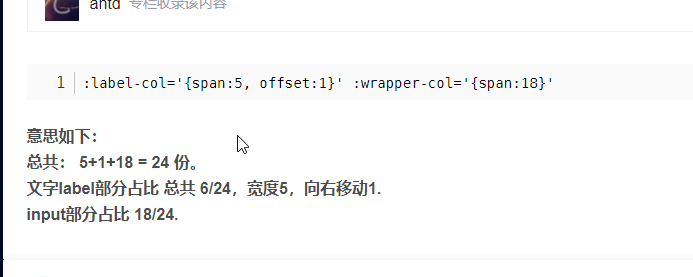 antd 专栏收录该内容
1 :label-col='{span:5, offset:1}' :wrapper-col='{span:18}'
意思如下：
总共： 5+1+18 = 24 份。
文字label部分占比 总共 6/24，宽度5，向右移动1.
input部分占比 18/24.